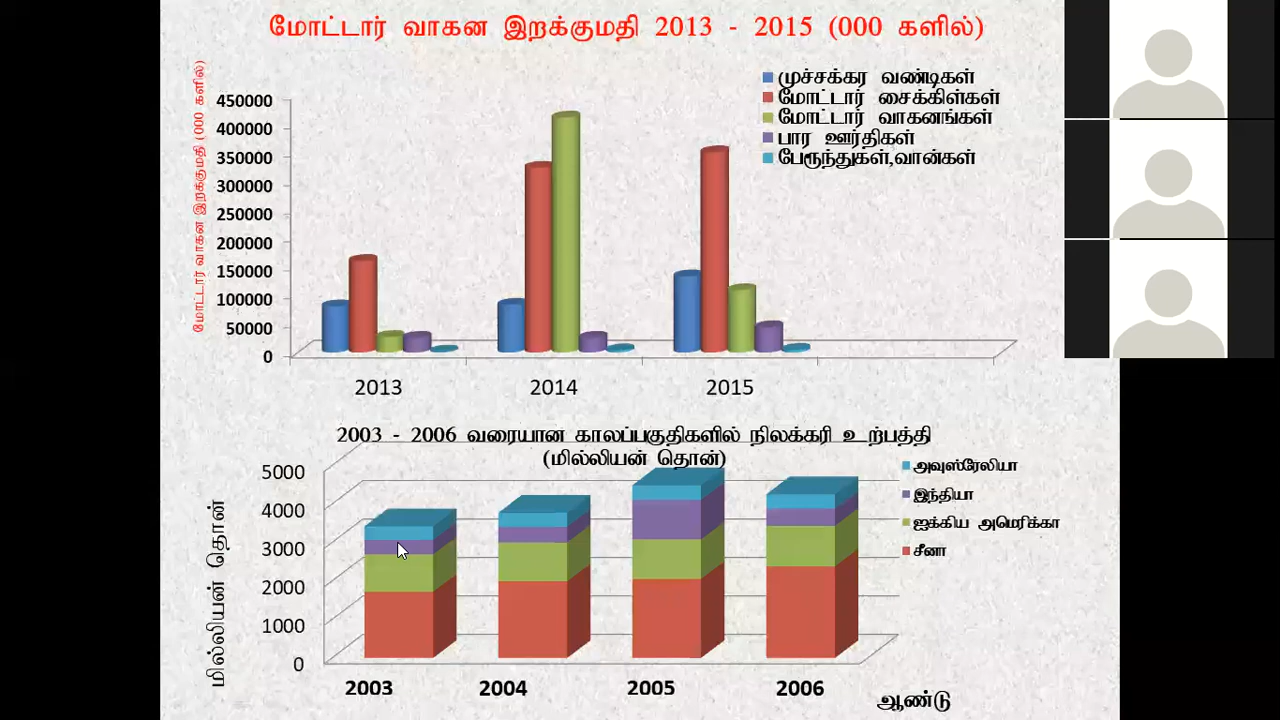 மோட்டார் வாகன இறக்குமதி 2013 - 2015 (000 களில்)
மோட்டார் வாகன இறக்குமதி (000 களில்)
450000
400000
350000
300000
250000
200000
150000
100000
50000
0
முச்சக்கர வண்டிகள்
மோட்டார் சைக்கிள்கள்
மோட்டார் வாகனங்கள்
பார ஊர்திகள்
பேரூந்துகள்,வான்கள்
2013 2014 2015
2003 - 2006 வரையான காலப்பகுதிகளில் நிலக்கரி உற்பத்தி
(மில்லியன் தொன்)
மில்லியன் தொன்
5000
4000
3000
2000
1000
0
அவுஸ்ரேலியா
இந்தியா
ஐக்கிய அமெரிக்கா
சீனா
2003 2004 2005 2006
ஆண்டு